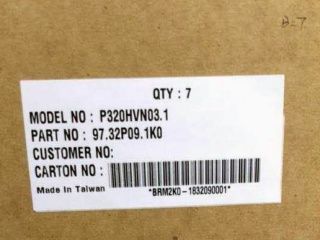 B=7
QTY : 7
MODEL NO : P320HVN03.1
PART NO : 97.32P09.1K0
CUSTOMER NO:
CARTON NO :
Made In Taiwan
*BRM2K0-1832090001*